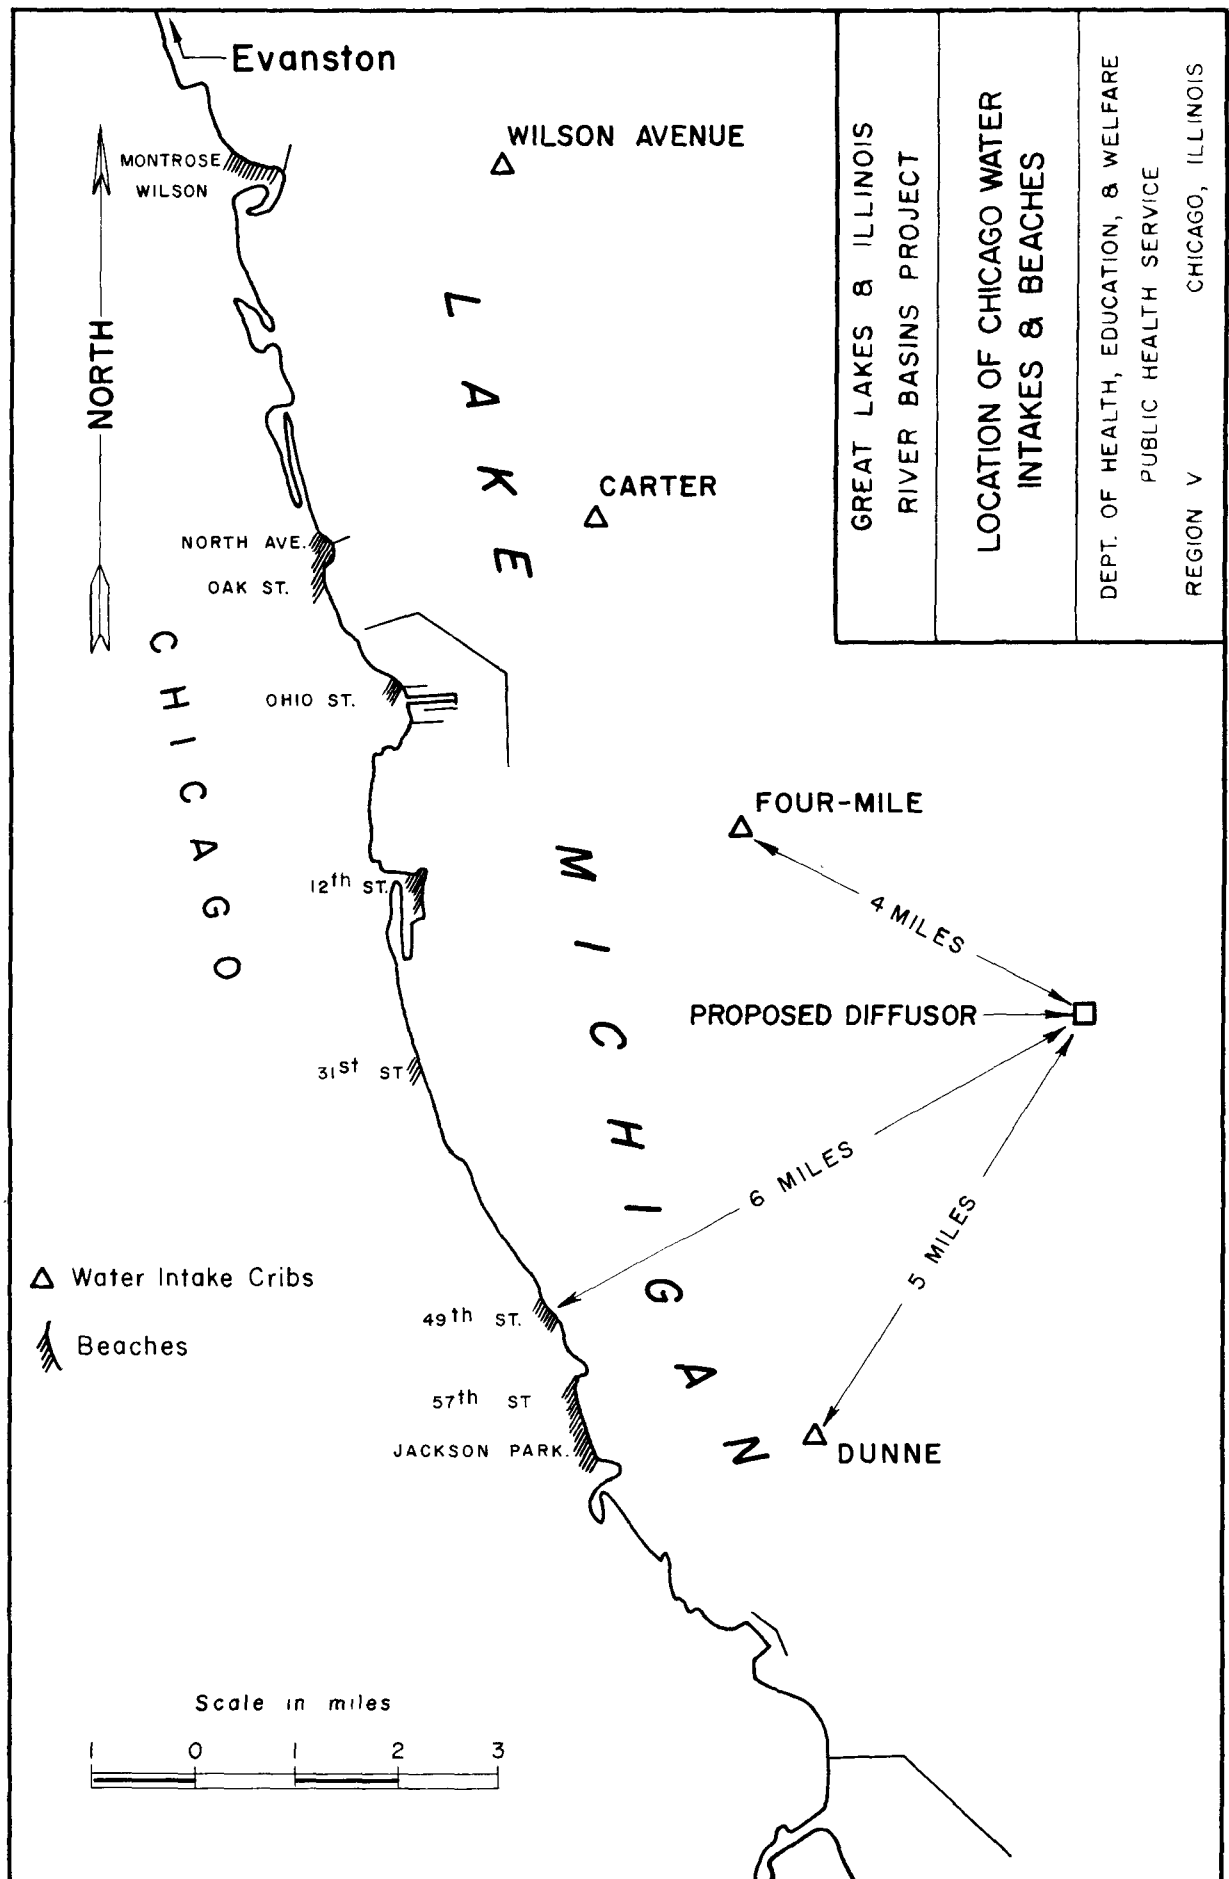 Evanston
MONTROSE
WILSON
NORTH
WILSON AVENUE
LAKE
CARTER
NORTH AVE.
OAK ST.
CHICAGO
OHIO ST.
GREAT LAKES & ILLINOIS
RIVER BASINS PROJECT
LOCATION OF CHICAGO WATER
INTAKES & BEACHES
DEPT. OF HEALTH, EDUCATION, & WELFARE
PUBLIC HEALTH SERVICE
REGION V CHICAGO, ILLINOIS
FOUR-MILE
MICHIGAN
12th ST.
4 MILES
PROPOSED DIFFUSOR
31st ST
6 MILES
5 MILES
Water Intake Cribs
Beaches
49th ST.
57th ST
JACKSON PARK.
DUNNE
Scale in miles
1 0 1 2 3